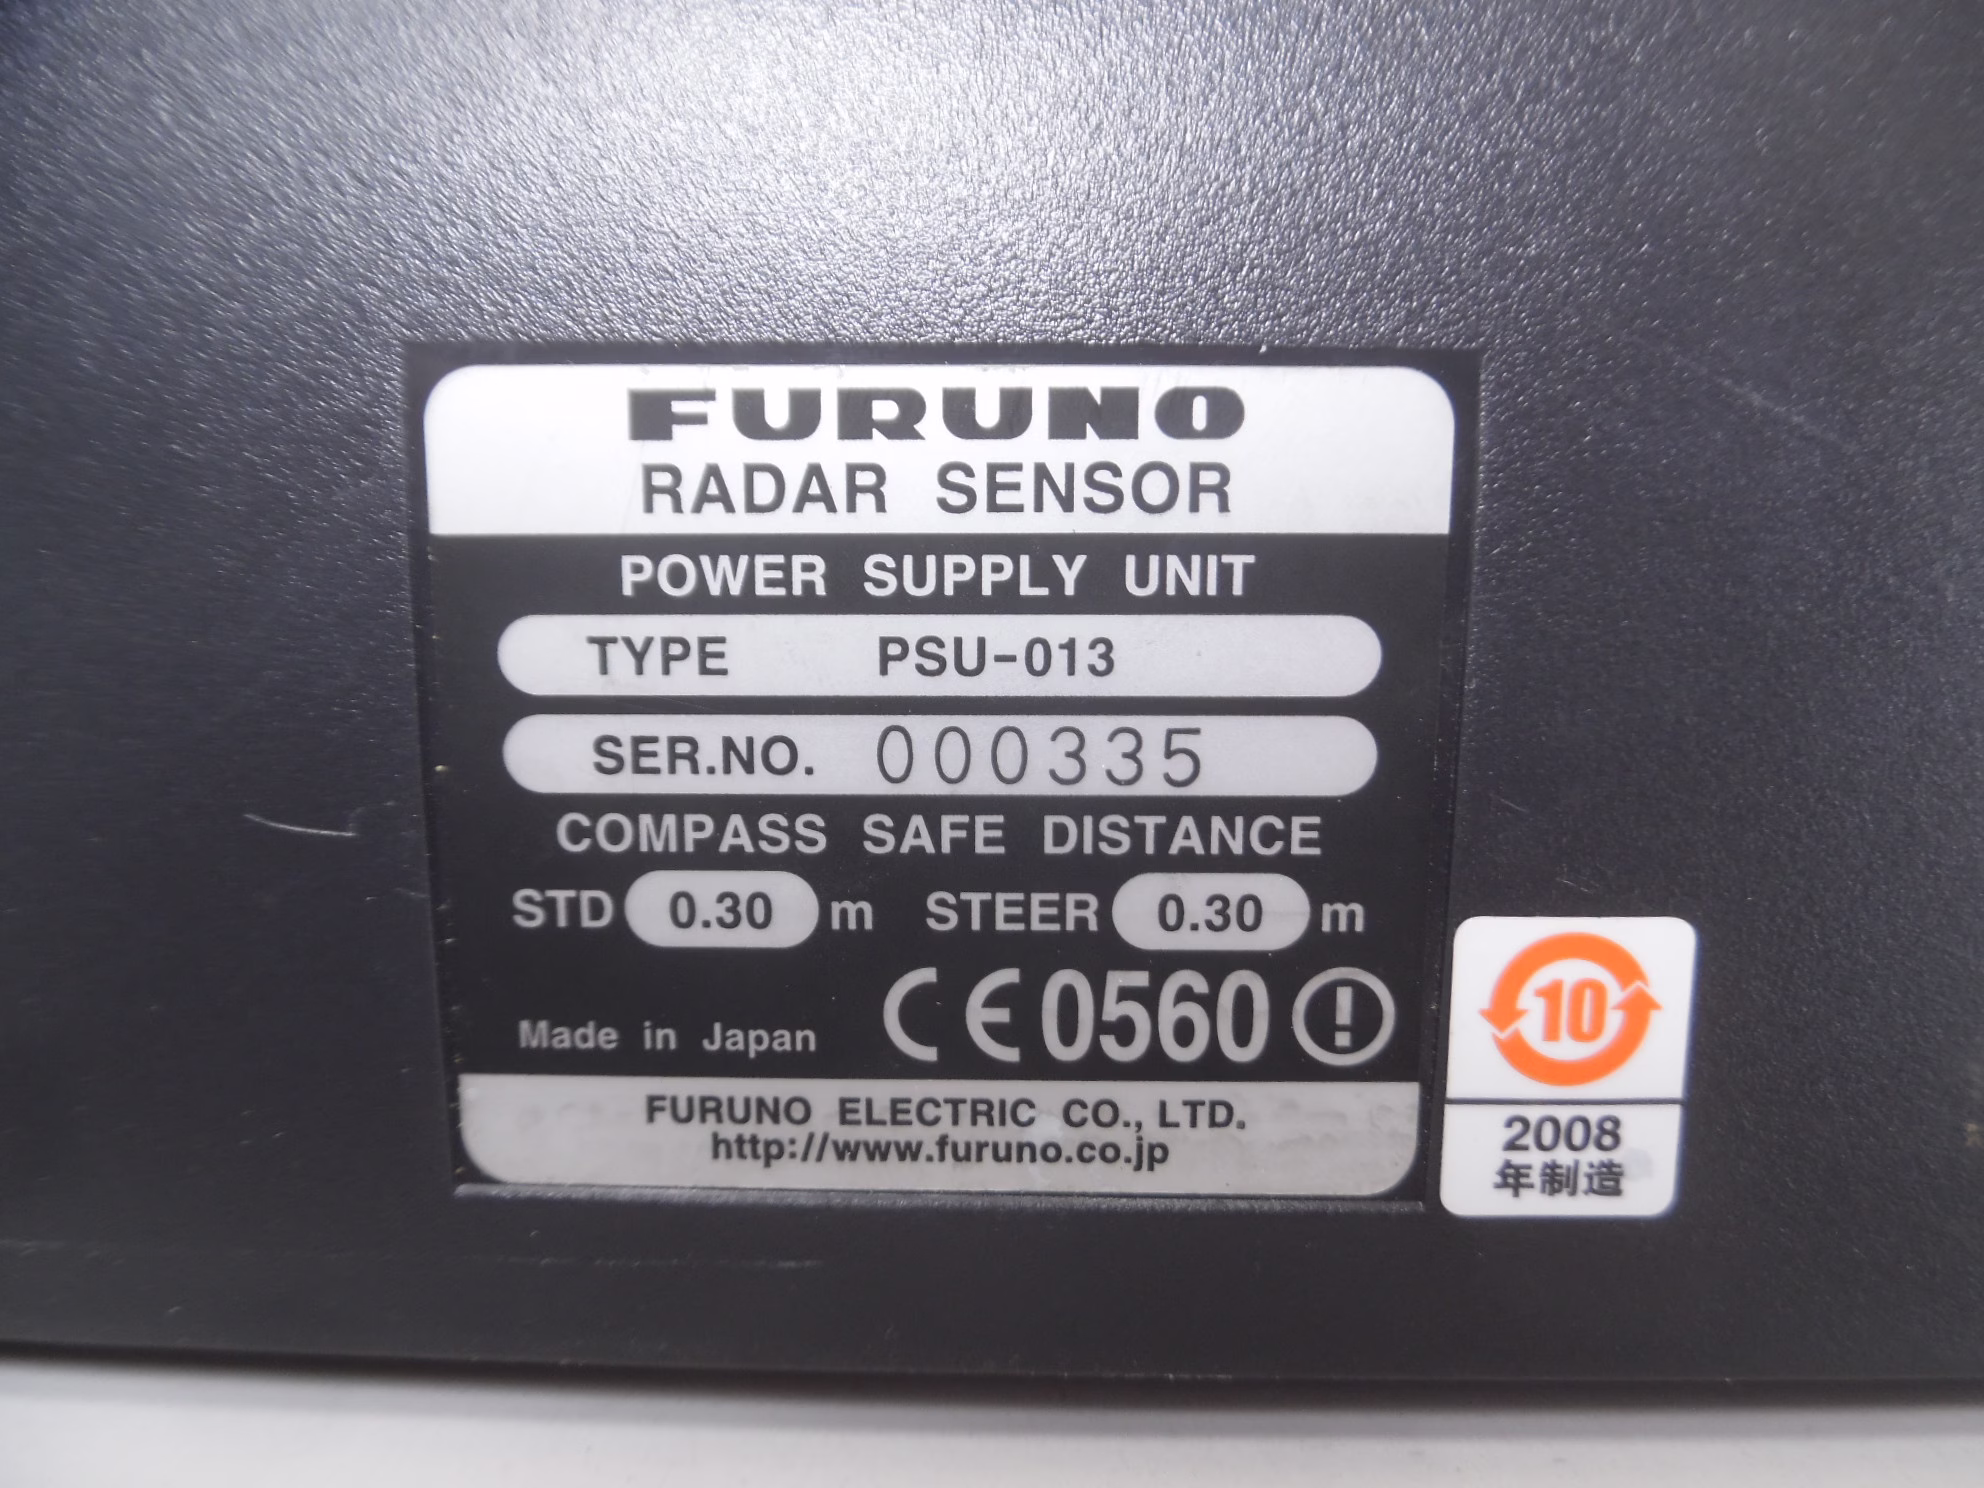 FURUNO
RADAR SENSOR
POWER SUPPLY UNIT
TYPE PSU-013
SER.NO. 000335
COMPASS SAFE DISTANCE
STD 0.30 m STEER 0.30 m
Made in Japan CE0560 !
FURUNO ELECTRIC CO., LTD.
http://www.furuno.co.jp
10
2008
年制造